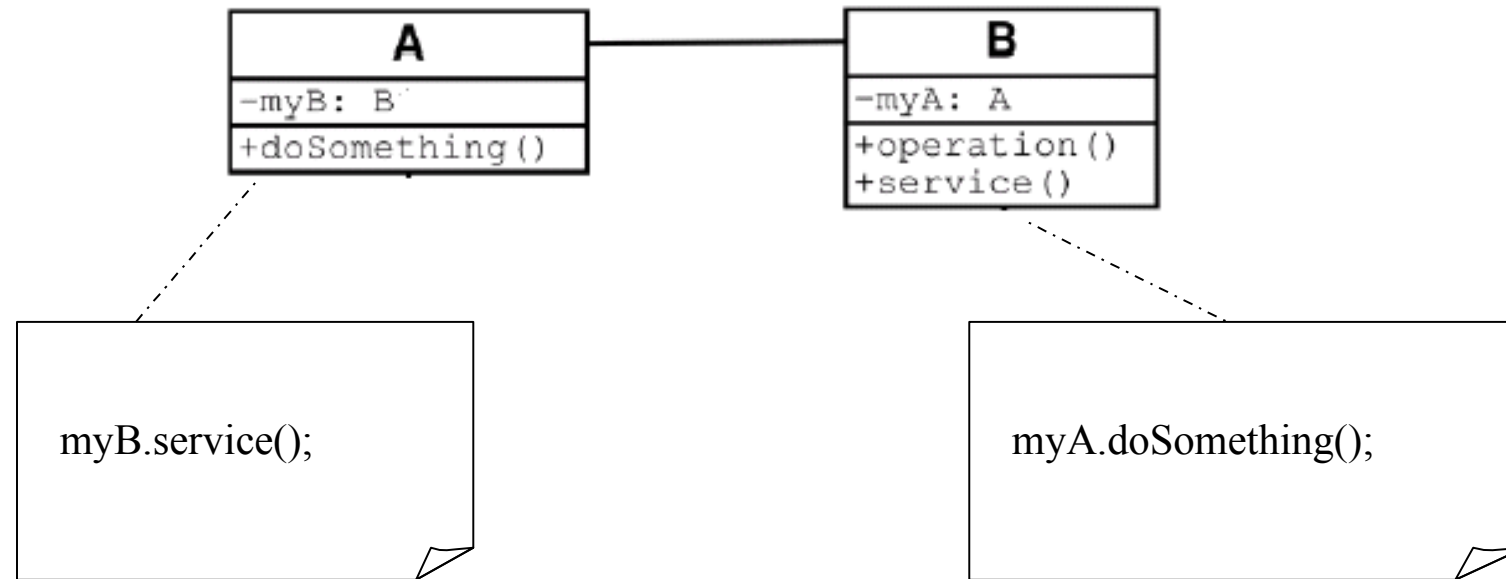 A
-myB: B
+doSomething()
B
-myA: A
+operation()
+service()
myB.service();
myA.doSomething();